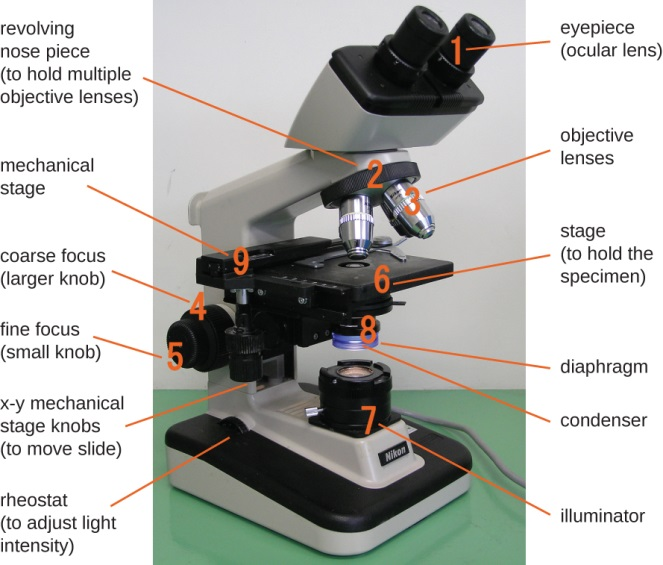 revolving
nose piece
(to hold multiple
objective lenses)
mechanical
stage
coarse focus
(larger knob)
fine focus
(small knob)
x-y mechanical
stage knobs
(to move slide)
rheostat
(to adjust light
intensity)
1
2
3
9
6
4
8
5
7
Nikon
eyepiece
(ocular lens)
objective
lenses
stage
(to hold the
specimen)
diaphragm
condenser
illuminator